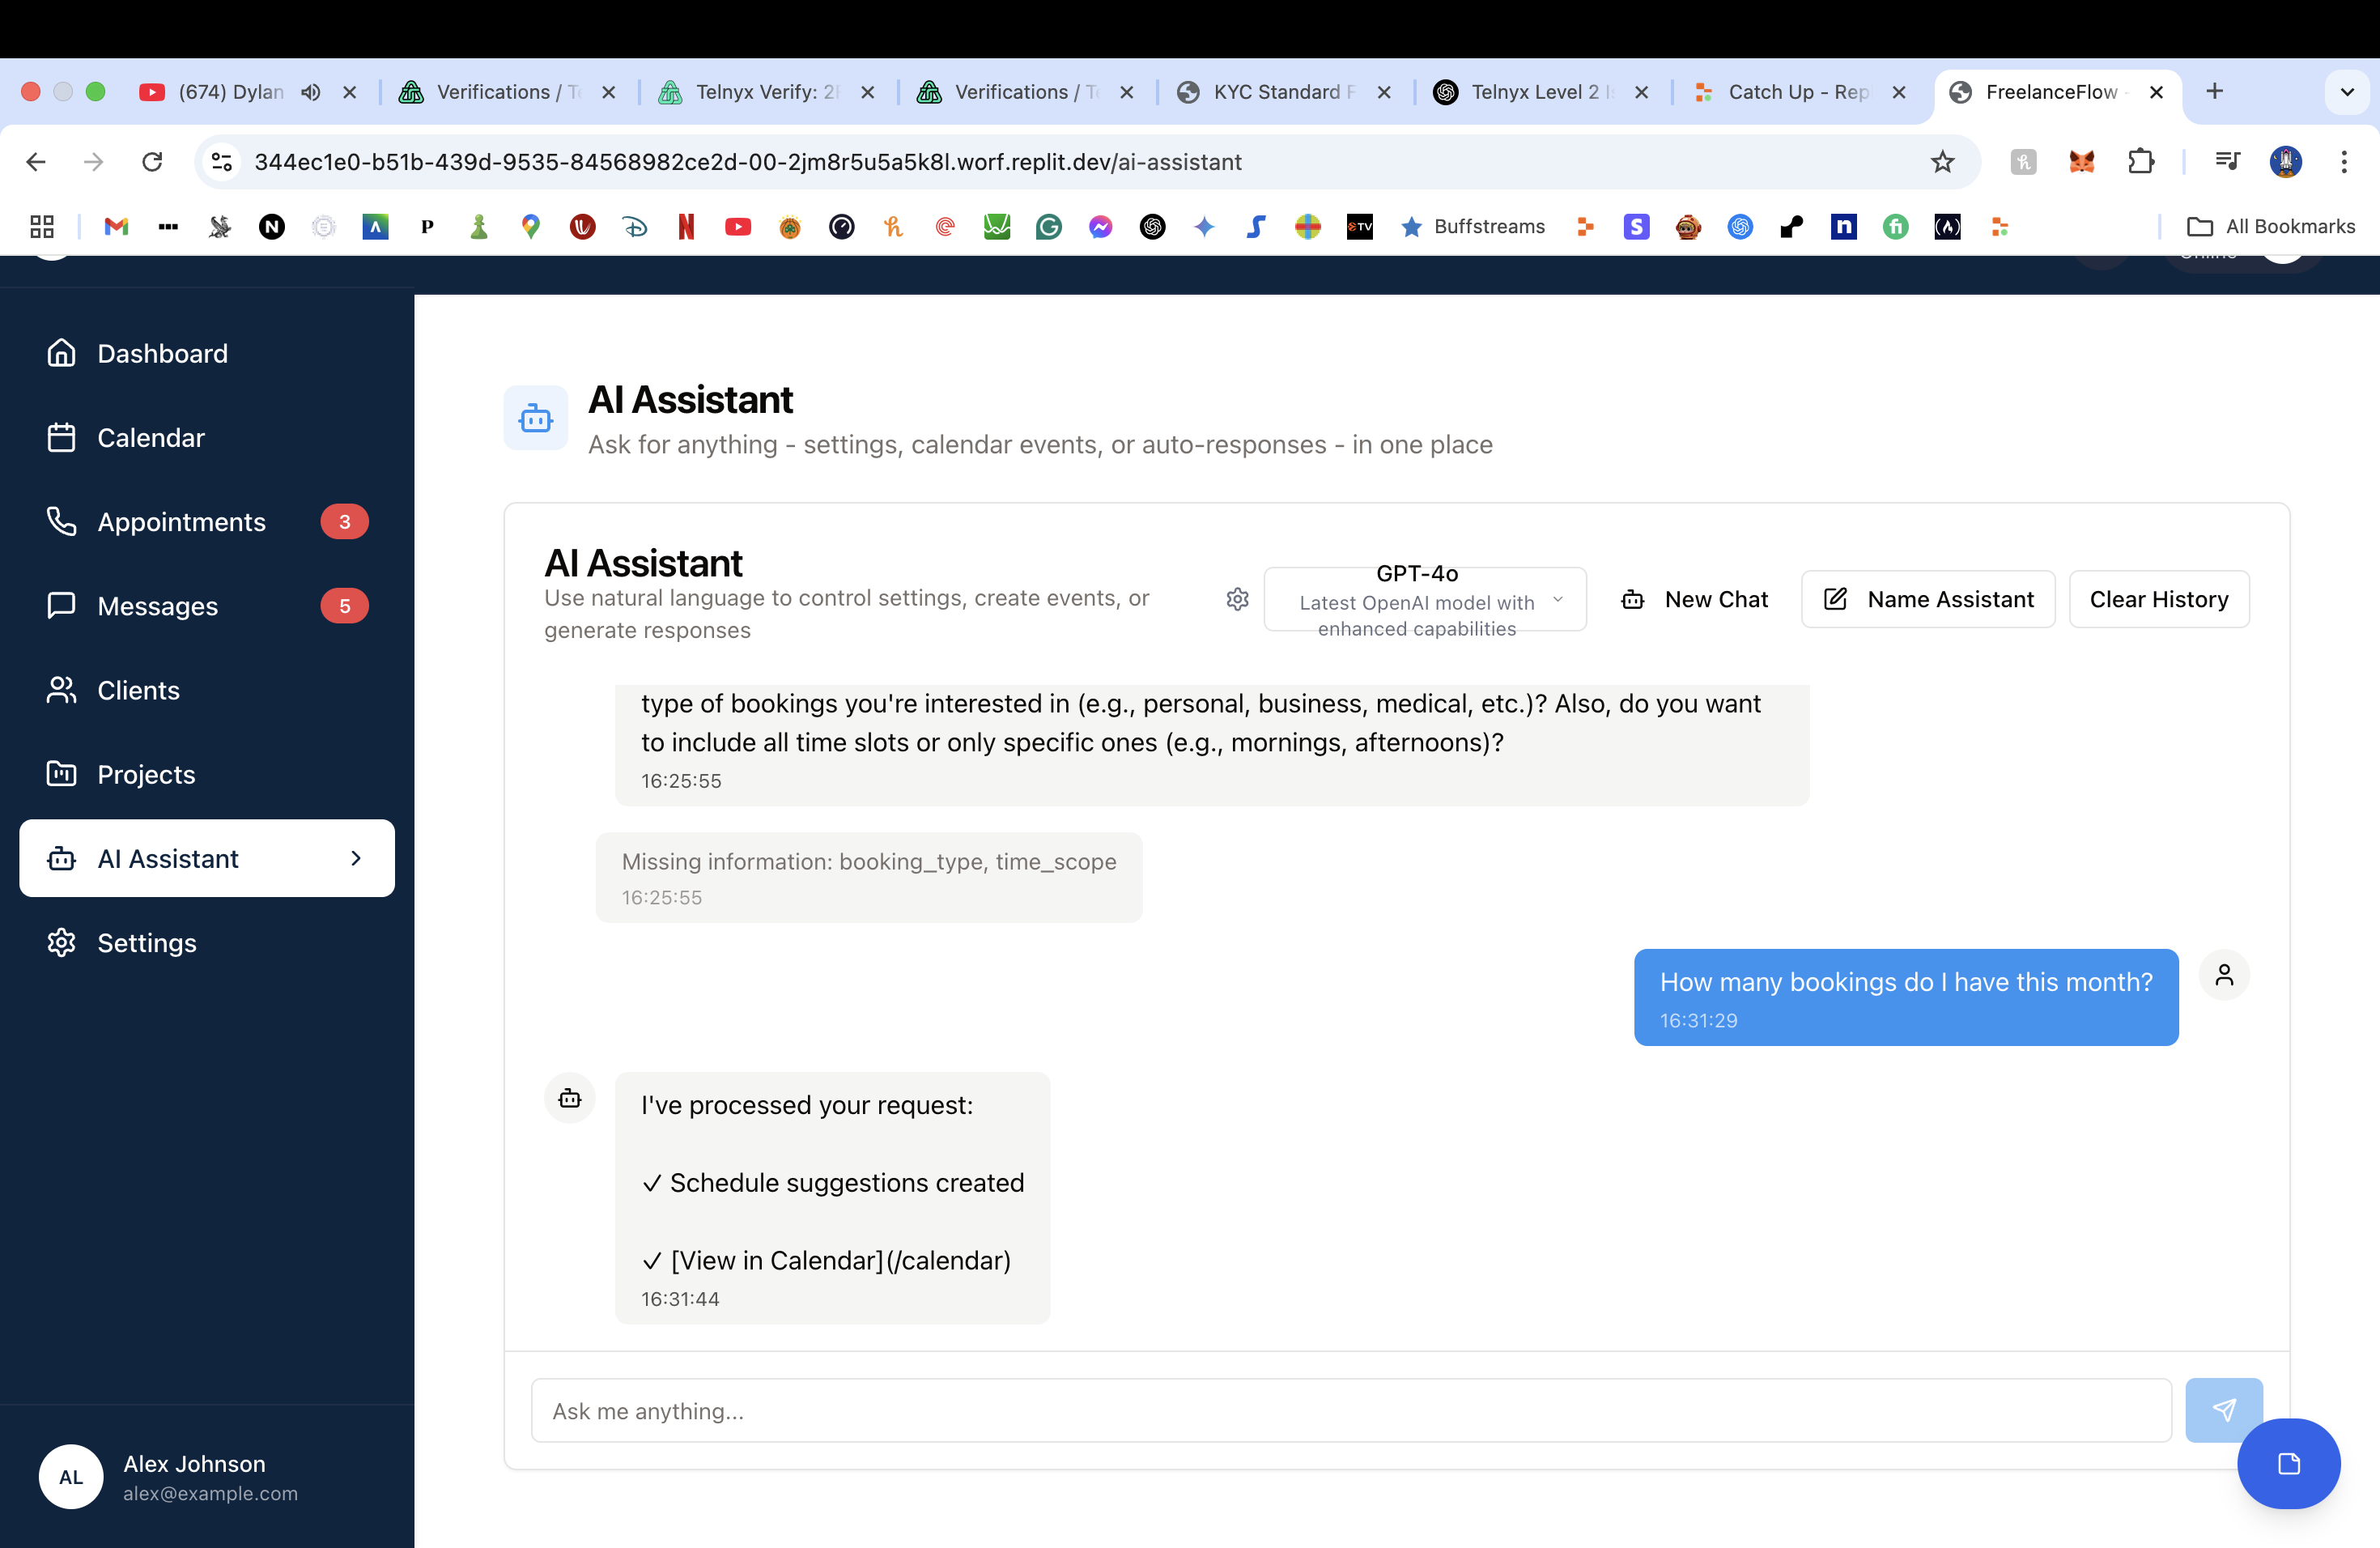 (674) Dylan
Verifications / T
Telnyx Verify: 2
Verifications / T
KYC Standard F
Telnyx Level 2
Catch Up - Rep
FreelanceFlow
344ec1e0-b51b-439d-9535-84568982ce2d-00-2jm8r5u5a5k8l.worf.replit.dev/ai-assistant
Buffstreams
All Bookmarks
Dashboard
Calendar
Appointments 3
Messages 5
Clients
Projects
AI Assistant
Settings
AL
Alex Johnson
alex@example.com
AI Assistant
Ask for anything - settings, calendar events, or auto-responses - in one place
AI Assistant
Use natural language to control settings, create events, or
generate responses
GPT-4o
Latest OpenAI model with
enhanced capabilities
New Chat
Name Assistant
Clear History
type of bookings you're interested in (e.g., personal, business, medical, etc.)? Also, do you want
to include all time slots or only specific ones (e.g., mornings, afternoons)?
16:25:55
Missing information: booking_type, time_scope
16:25:55
How many bookings do I have this month?
16:31:29
I've processed your request:
✓ Schedule suggestions created
✓ [View in Calendar](/calendar)
16:31:44
Ask me anything...